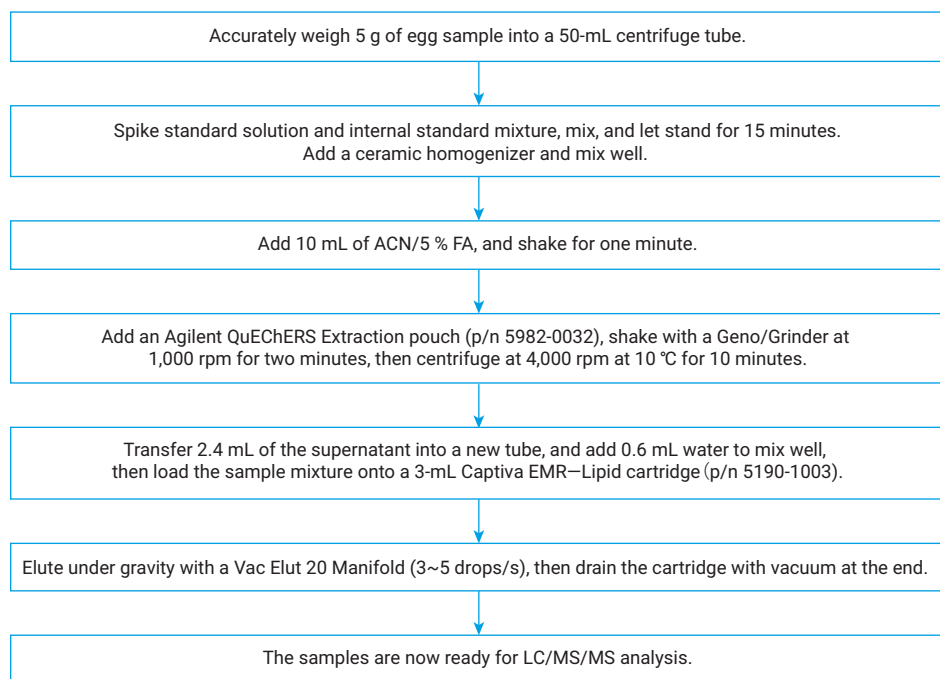 Accurately weigh 5 g of egg sample into a 50-mL centrifuge tube.
Spike standard solution and internal standard mixture, mix, and let stand for 15 minutes.
Add a ceramic homogenizer and mix well.
Add 10 mL of ACN/5 % FA, and shake for one minute.
Add an Agilent QuEChERS Extraction pouch (p/n 5982-0032), shake with a Geno/Grinder at
1,000 rpm for two minutes, then centrifuge at 4,000 rpm at 10 ℃ for 10 minutes.
Transfer 2.4 mL of the supernatant into a new tube, and add 0.6 mL water to mix well,
then load the sample mixture onto a 3-mL Captiva EMR—Lipid cartridge (p/n 5190-1003).
Elute under gravity with a Vac Elut 20 Manifold (3~5 drops/s), then drain the cartridge with vacuum at the end.
The samples are now ready for LC/MS/MS analysis.